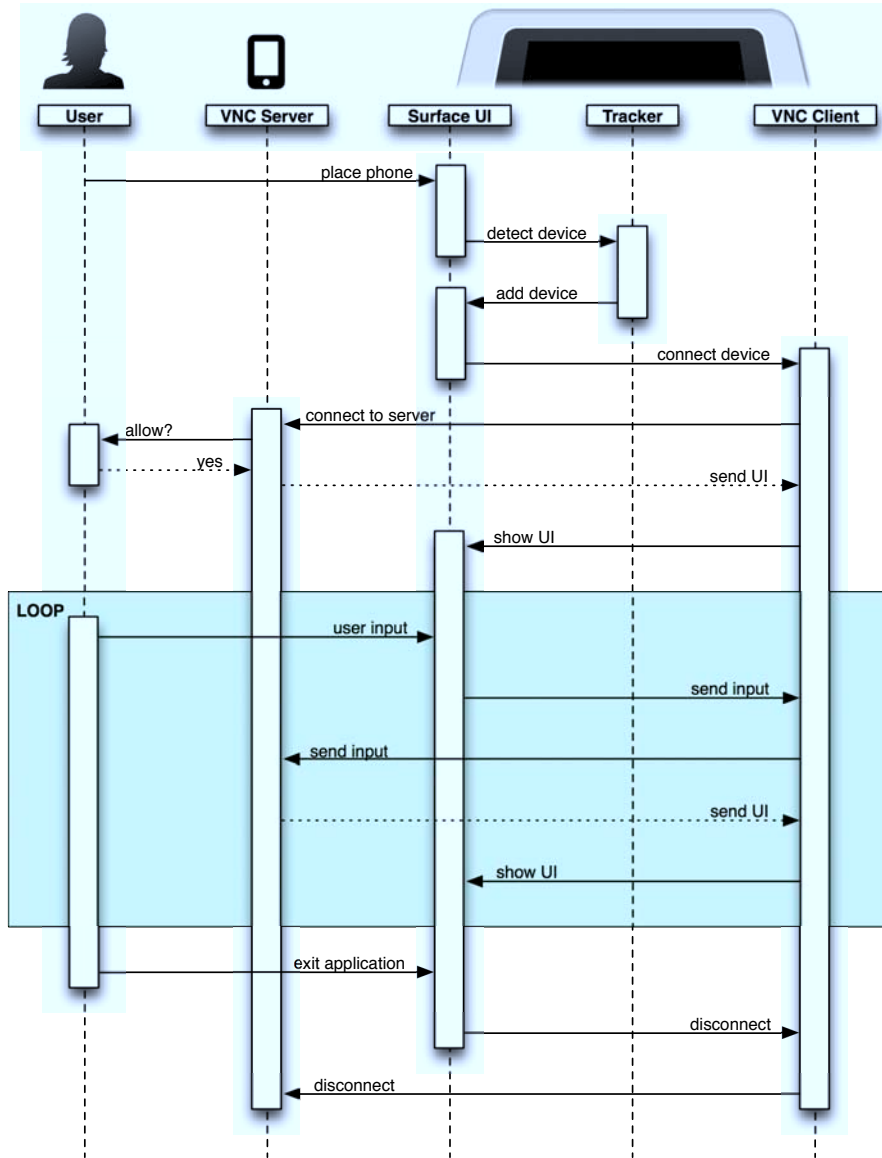 User
VNC Server
Surface UI
Tracker
VNC Client
place phone
detect device
add device
connect device
connect to server
allow?
yes
send UI
show UI
LOOP
user input
send input
send input
send UI
show UI
exit application
disconnect
disconnect